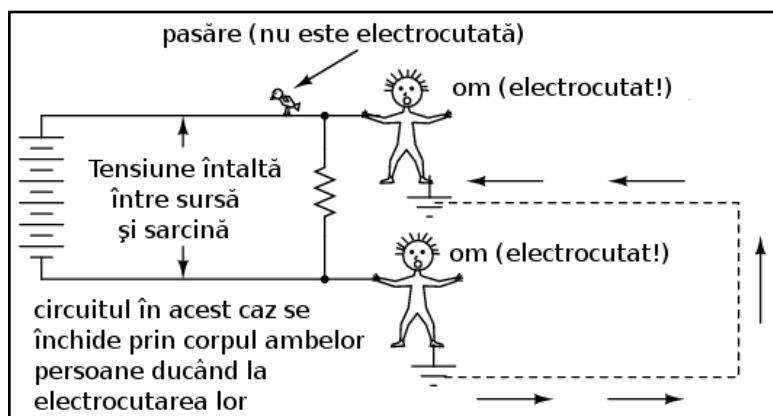 pasăre (nu este electrocutată)
om (electrocutat!)
Tensiune întaltă
între sursă
şi sarcină
om (electrocutat!)
circuitul în acest caz se
închide prin corpul ambelor
persoane ducând la
electrocutarea lor